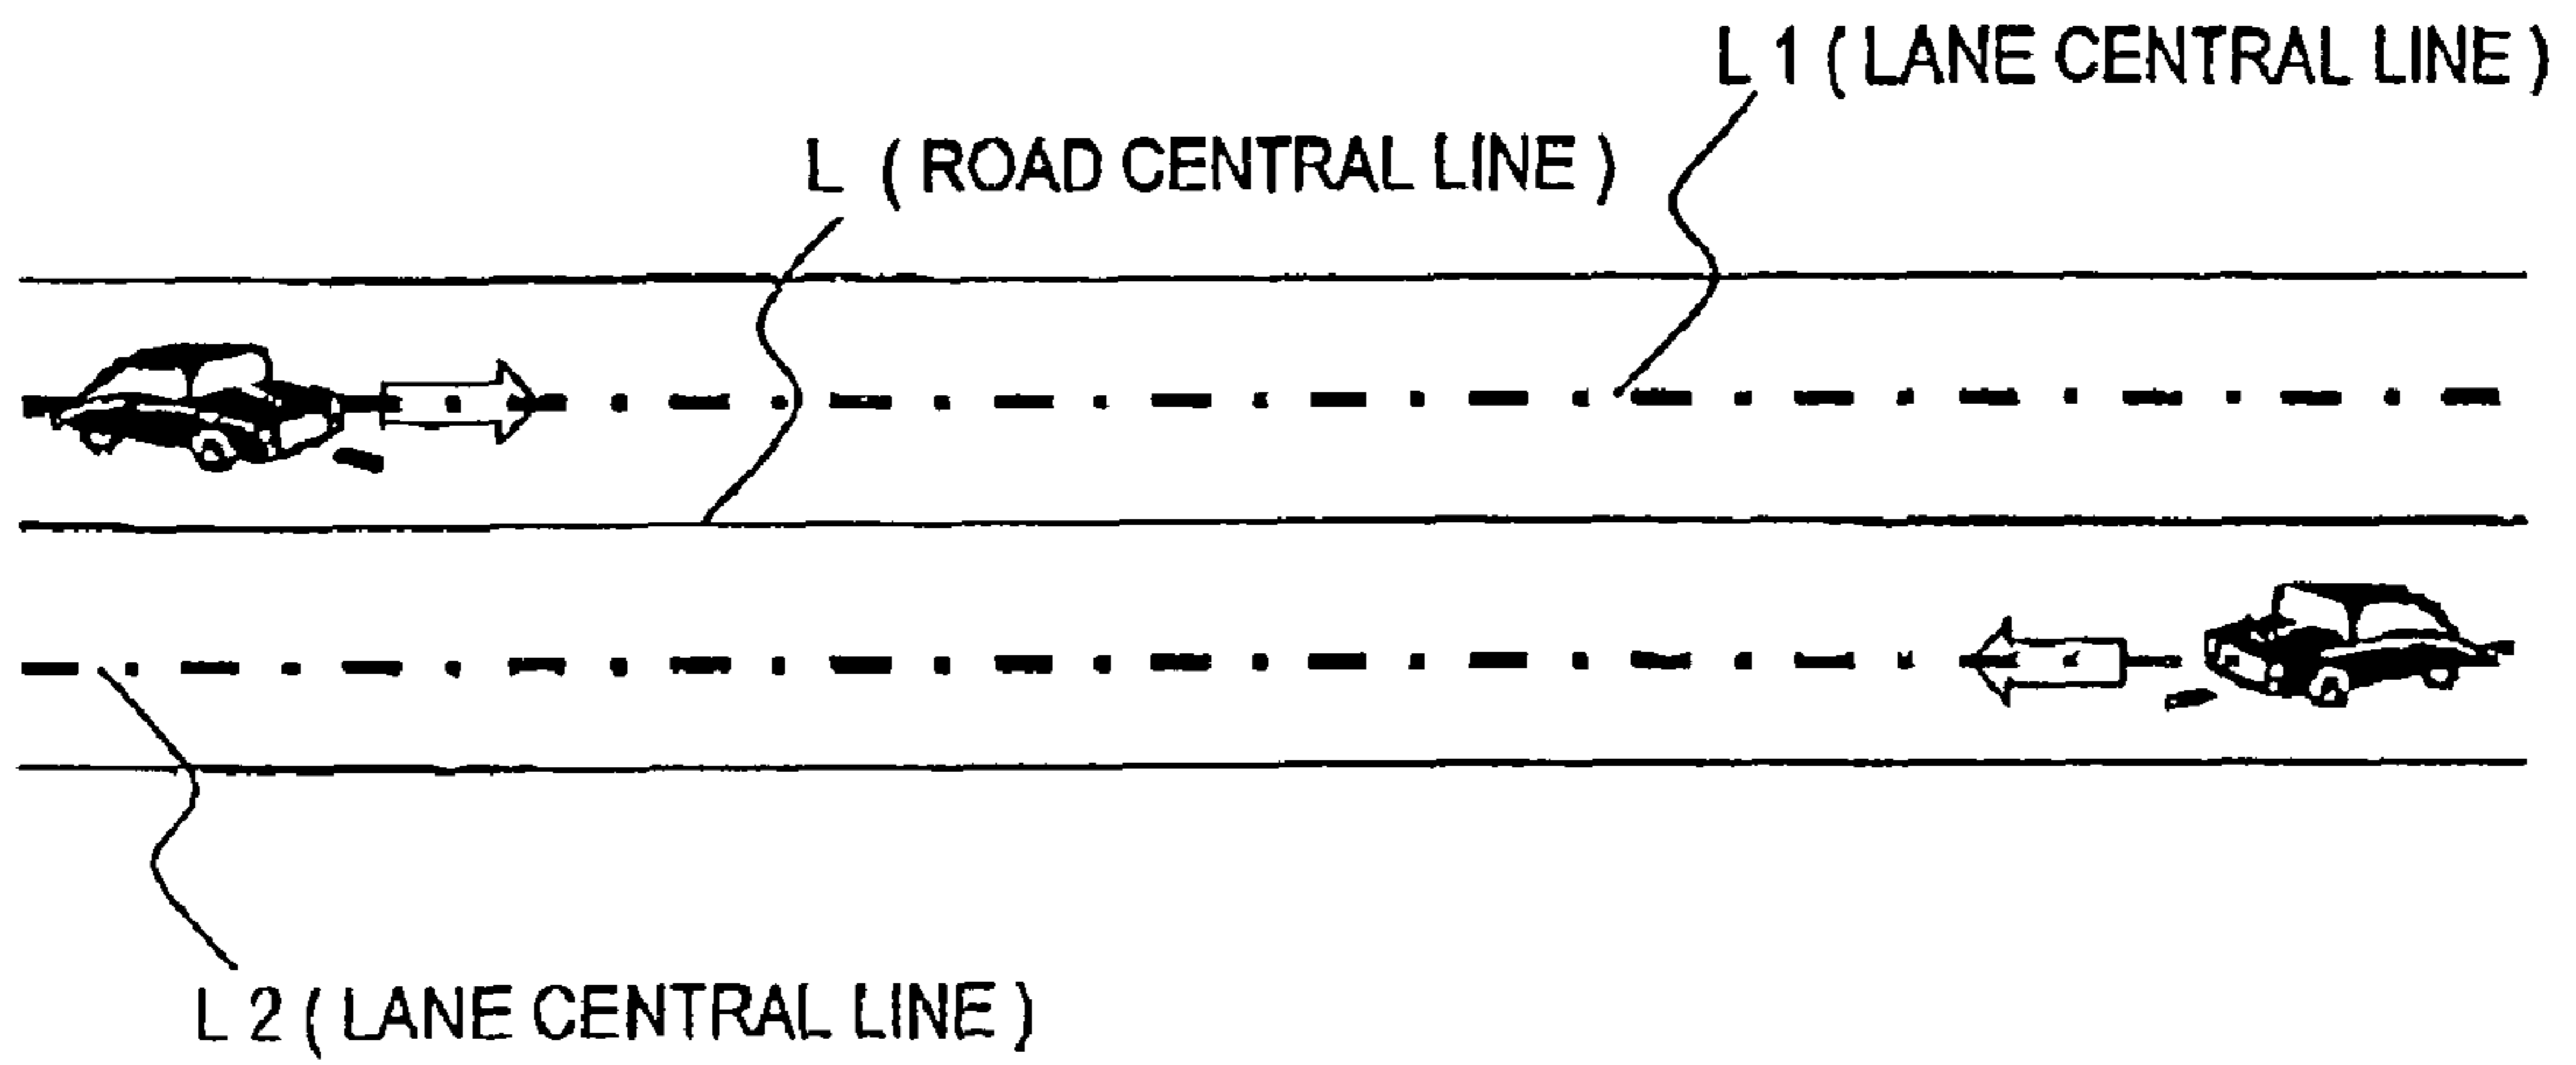 L 1 ( LANE CENTRAL LINE )
L ( ROAD CENTRAL LINE )
L 2 ( LANE CENTRAL LINE )